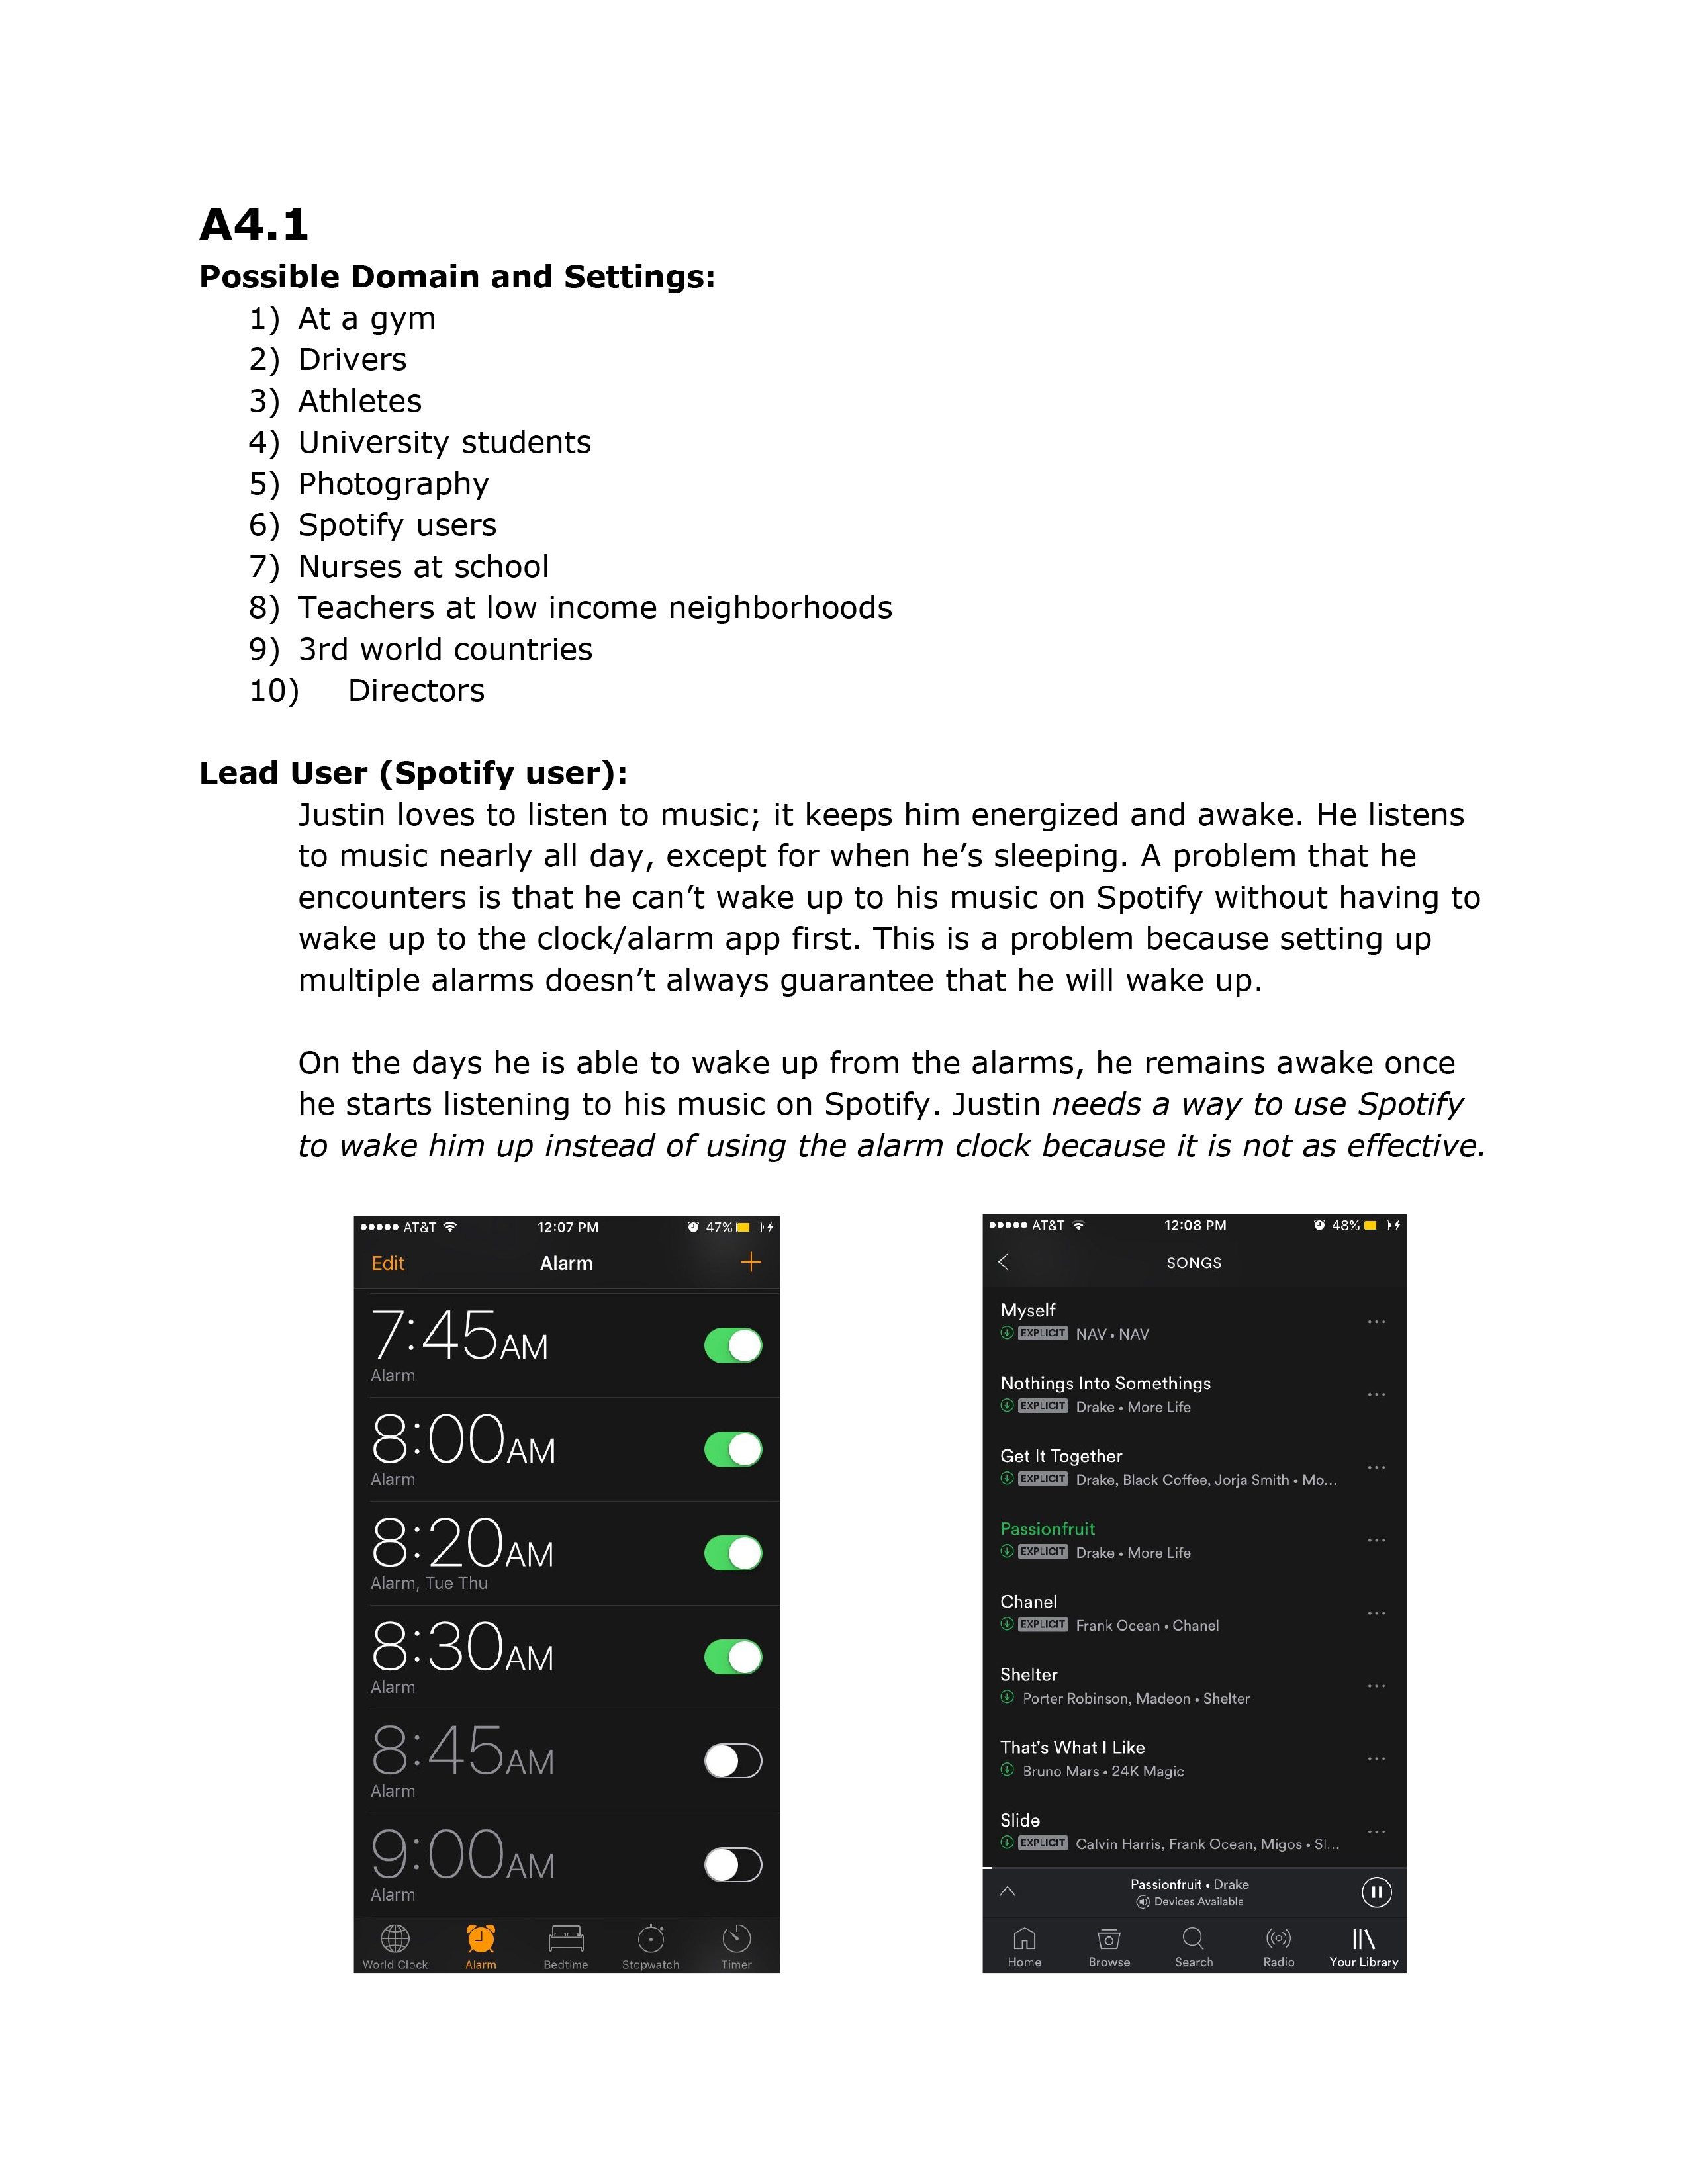 A4.1
Possible Domain and Settings:
1) At a gym
2) Drivers
3) Athletes
4) University students
5) Photography
6) Spotify users
7) Nurses at school
8) Teachers at low income neighborhoods
9) 3rd world countries
10) Directors
Lead User (Spotify user):
Justin loves to listen to music; it keeps him energized and awake. He listens
to music nearly all day, except for when he’s sleeping. A problem that he
encounters is that he can’t wake up to his music on Spotify without having to
wake up to the clock/alarm app first. This is a problem because setting up
multiple alarms doesn’t always guarantee that he will wake up.
On the days he is able to wake up from the alarms, he remains awake once
he starts listening to his music on Spotify. Justin needs a way to use Spotify
to wake him up instead of using the alarm clock because it is not as effective.
AT&T 12:07 PM 47%
Edit Alarm +
7:45AM
Alarm
8:00AM
Alarm
8:20AM
Alarm, Tue Thu
8:30AM
Alarm
8:45AM
Alarm
9:00AM
Alarm
World Clock Alarm Bedtime Stopwatch Timer
AT&T 12:08 PM 48%
SONGS
Myself
EXPLICIT NAV • NAV
Nothings Into Somethings
EXPLICIT Drake • More Life
Get It Together
EXPLICIT Drake, Black Coffee, Jorja Smith • Mo...
Passionfruit
EXPLICIT Drake • More Life
Chanel
EXPLICIT Frank Ocean • Chanel
Shelter
Porter Robinson, Madeon • Shelter
That's What I Like
Bruno Mars • 24K Magic
Slide
EXPLICIT Calvin Harris, Frank Ocean, Migos • Sl...
Passionfruit • Drake
Devices Available
Home Browse Search Radio Your Library